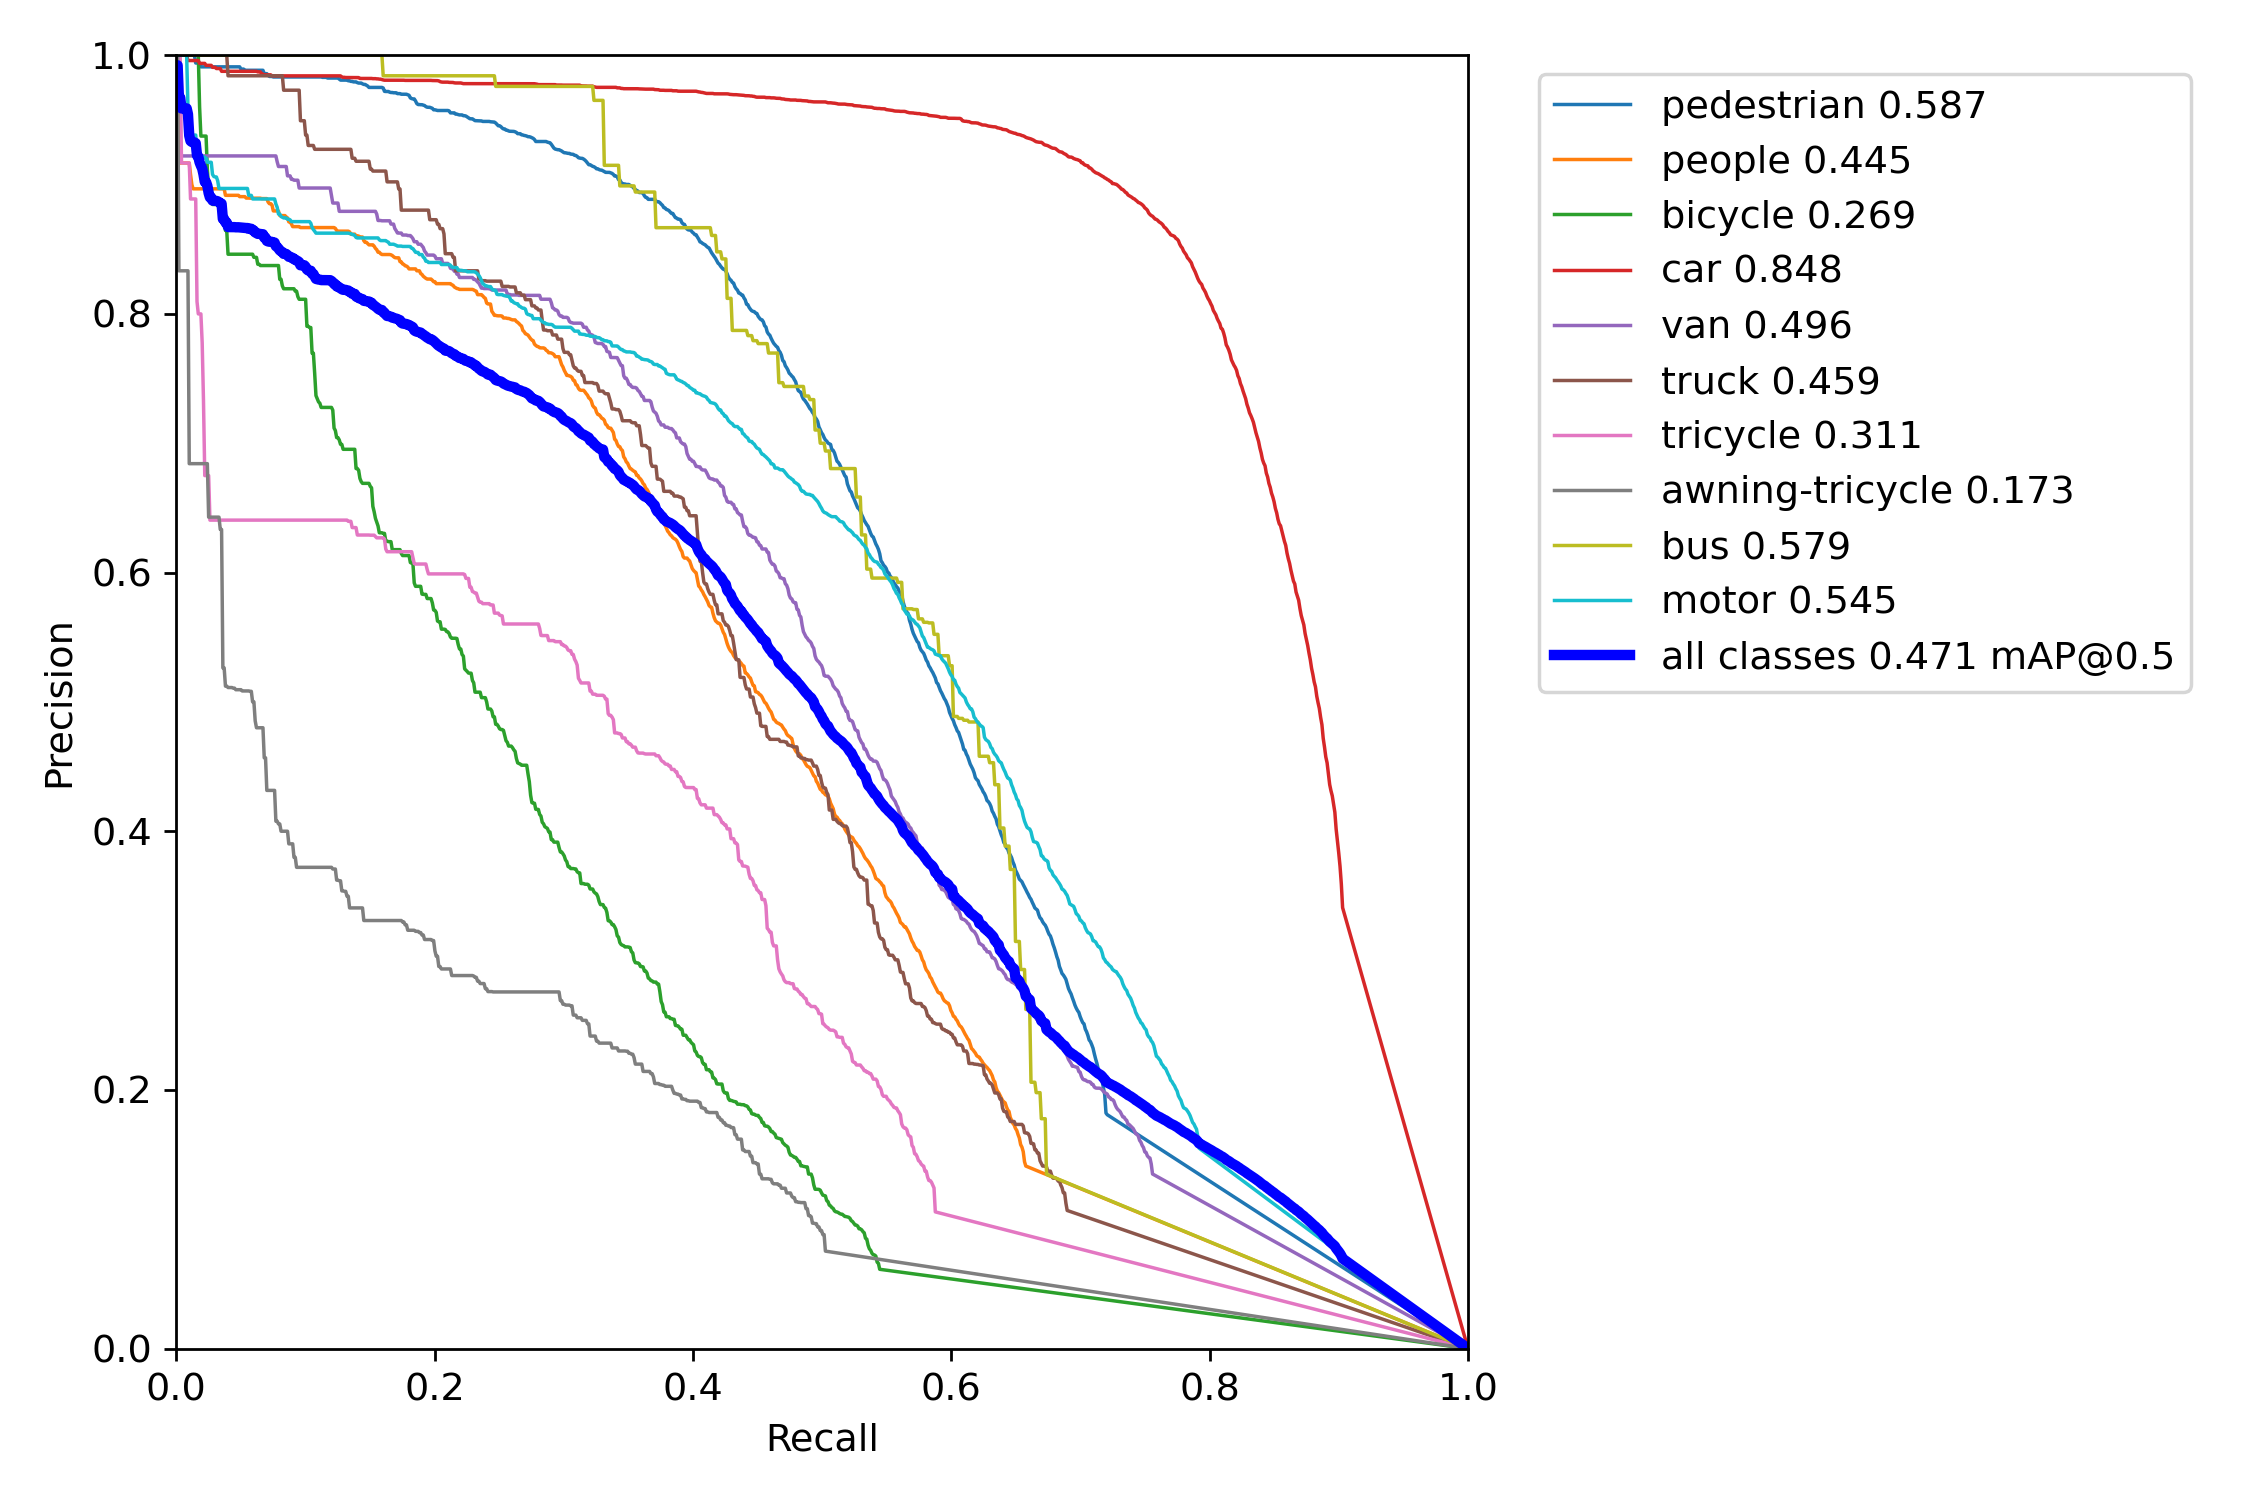 1.0
0.8
0.6
0.4
0.2
0.0
Precision
0.0 0.2 0.4 0.6 0.8 1.0
Recall
pedestrian 0.587
people 0.445
bicycle 0.269
car 0.848
van 0.496
truck 0.459
tricycle 0.311
awning-tricycle 0.173
bus 0.579
motor 0.545
all classes 0.471 mAP@0.5